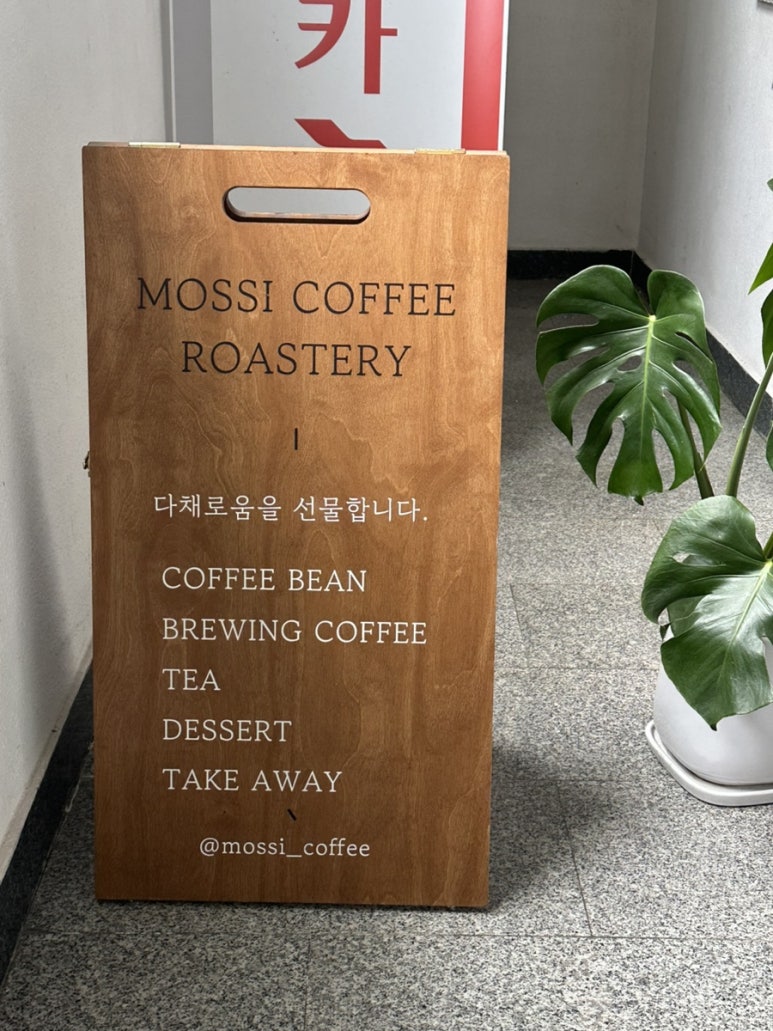 카
MOSSI COFFEE
ROASTERY
다채로움을 선물합니다.
COFFEE BEAN
BREWING COFFEE
TEA
DESSERT
TAKE AWAY
@mossi_coffee